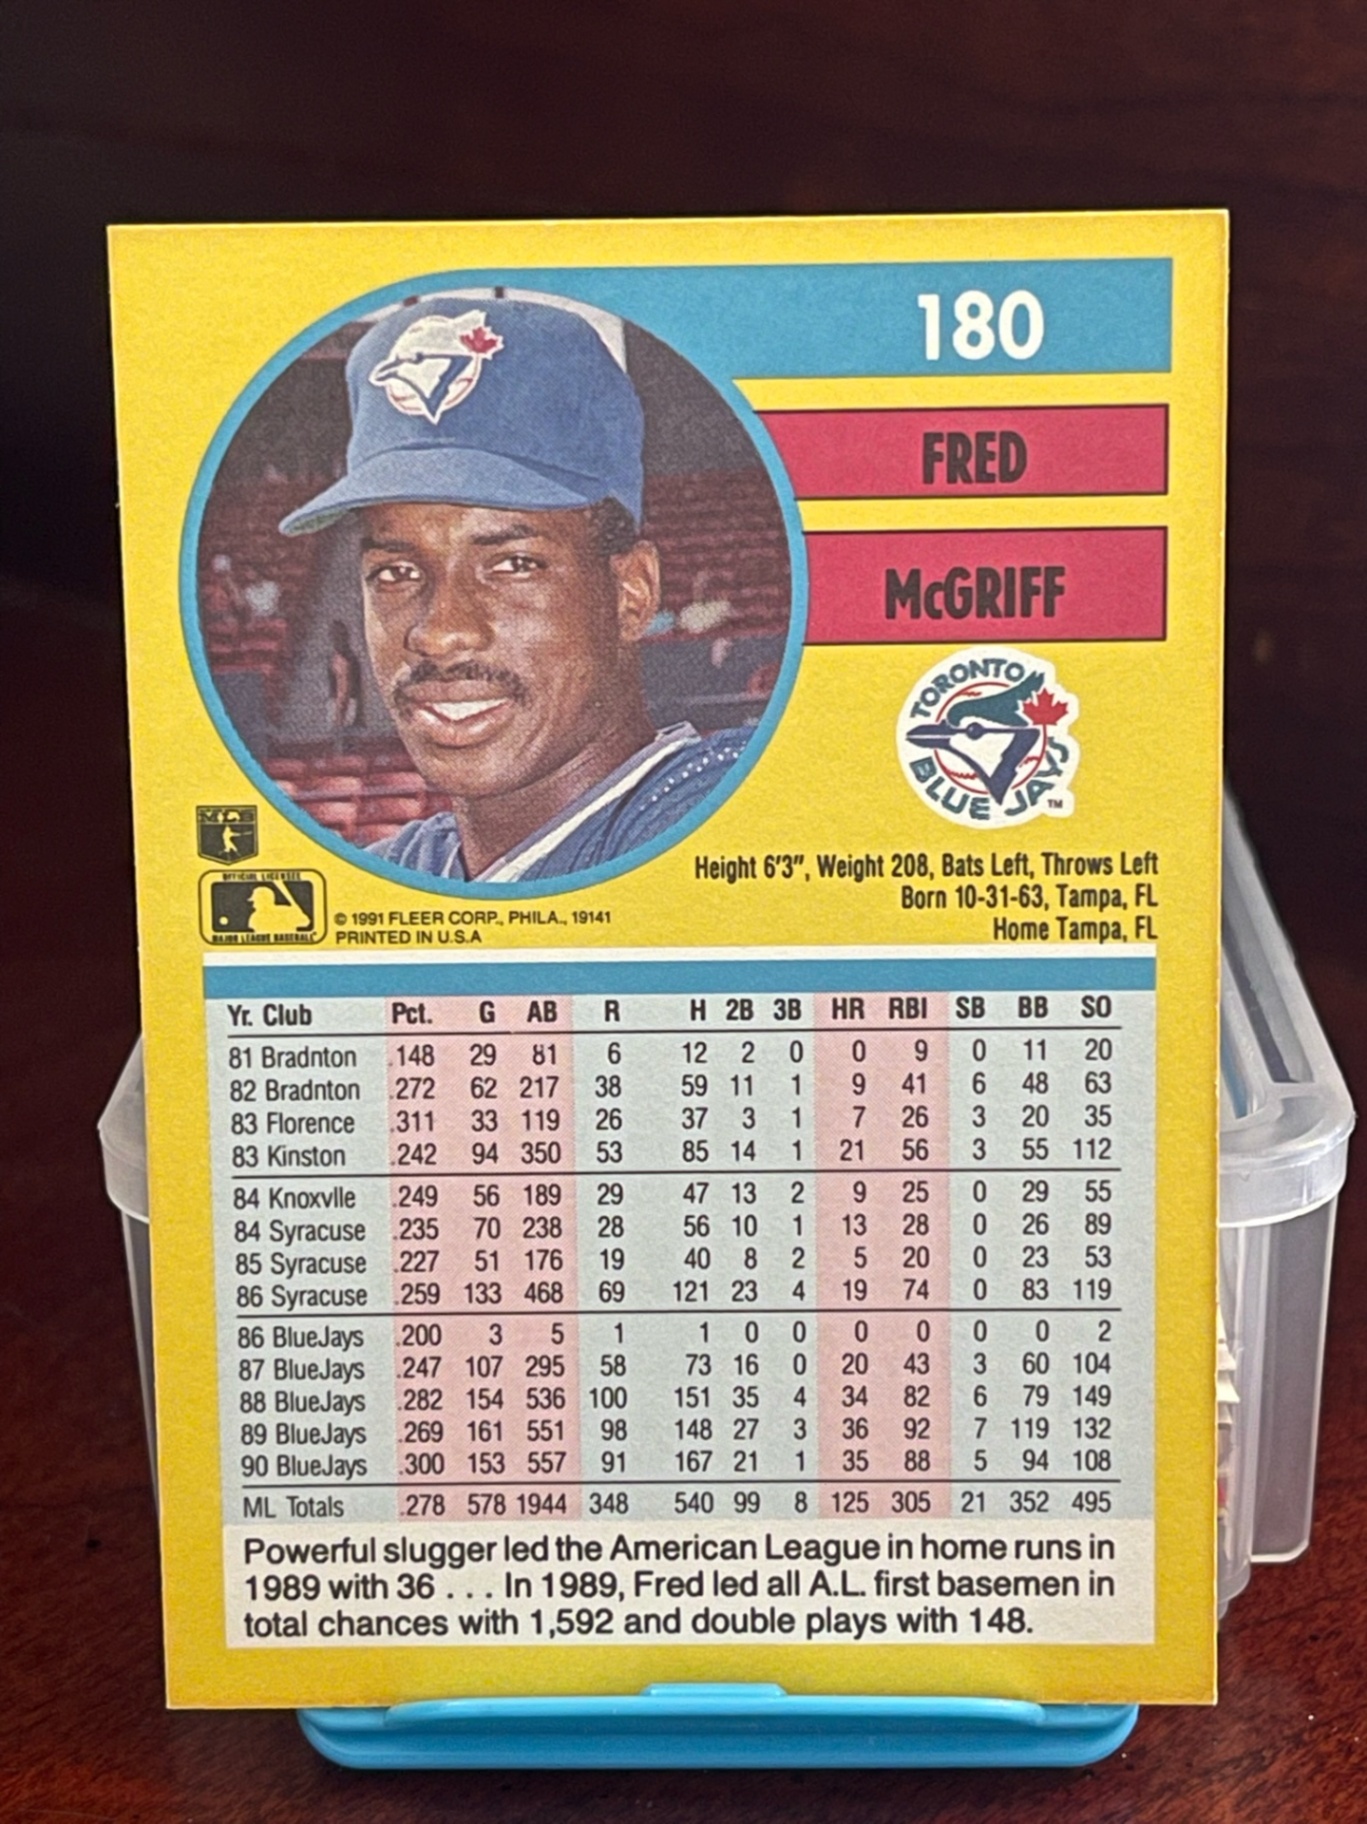 180
FRED
McGRIFF
TORONTO
BLUE JAYS
TM
MLB
OFFICIAL LICENSEE
MAJOR LEAGUE BASEBALL
© 1991 FLEER CORP., PHILA., 19141
PRINTED IN U.S.A
Height 6'3", Weight 208, Bats Left, Throws Left
Born 10-31-63, Tampa, FL
Home Tampa, FL
Yr. Club Pct. G AB R H 2B 3B HR RBI SB BB SO
81 Bradnton .148 29 81 6 12 2 0 0 9 0 11 20
82 Bradnton .272 62 217 38 59 11 1 9 41 6 48 63
83 Florence .311 33 119 26 37 3 1 7 26 3 20 35
83 Kinston .242 94 350 53 85 14 1 21 56 3 55 112
84 Knoxvlle .249 56 189 29 47 13 2 9 25 0 29 55
84 Syracuse .235 70 238 28 56 10 1 13 28 0 26 89
85 Syracuse .227 51 176 19 40 8 2 5 20 0 23 53
86 Syracuse .259 133 468 69 121 23 4 19 74 0 83 119
86 BlueJays .200 3 5 1 1 0 0 0 0 0 0 2
87 BlueJays .247 107 295 58 73 16 0 20 43 3 60 104
88 BlueJays .282 154 536 100 151 35 4 34 82 6 79 149
89 BlueJays .269 161 551 98 148 27 3 36 92 7 119 132
90 BlueJays .300 153 557 91 167 21 1 35 88 5 94 108
ML Totals .278 578 1944 348 540 99 8 125 305 21 352 495
Powerful slugger led the American League in home runs in
1989 with 36 . . . In 1989, Fred led all A.L. first basemen in
total chances with 1,592 and double plays with 148.